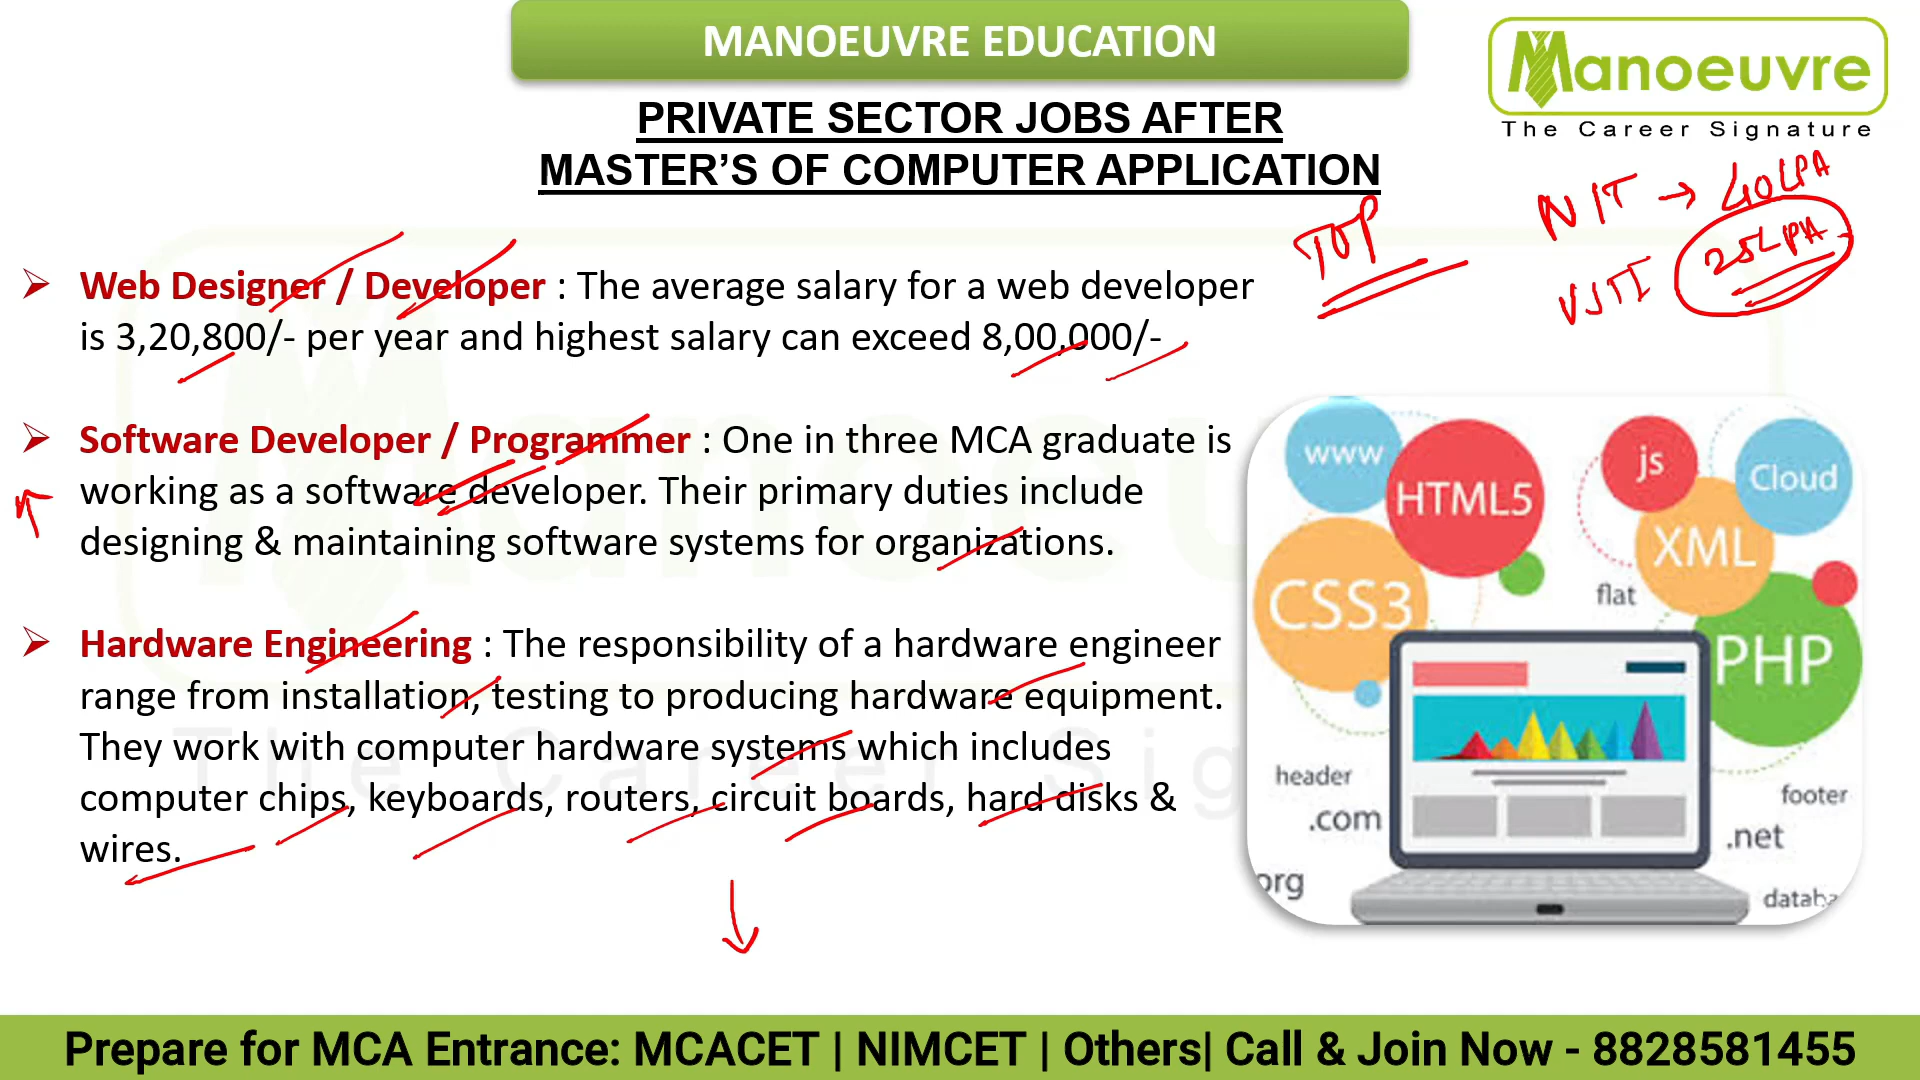 MANOEUVRE EDUCATION
Manoeuvre
The Career Signature
PRIVATE SECTOR JOBS AFTER
MASTER’S OF COMPUTER APPLICATION
NIT → 40LPA
TOP
VJTI 25LPA
➢ Web Designer / Developer : The average salary for a web developer
is 3,20,800/- per year and highest salary can exceed 8,00,000/-
➢ Software Developer / Programmer : One in three MCA graduate is
working as a software developer. Their primary duties include
designing & maintaining software systems for organizations.
➢ Hardware Engineering : The responsibility of a hardware engineer
range from installation, testing to producing hardware equipment.
They work with computer hardware systems which includes
computer chips, keyboards, routers, circuit boards, hard disks &
wires.
www
HTML5
js
Cloud
XML
CSS3
flat
PHP
header
.com
footer
.net
org
databa
Prepare for MCA Entrance: MCACET | NIMCET | Others| Call & Join Now - 8828581455